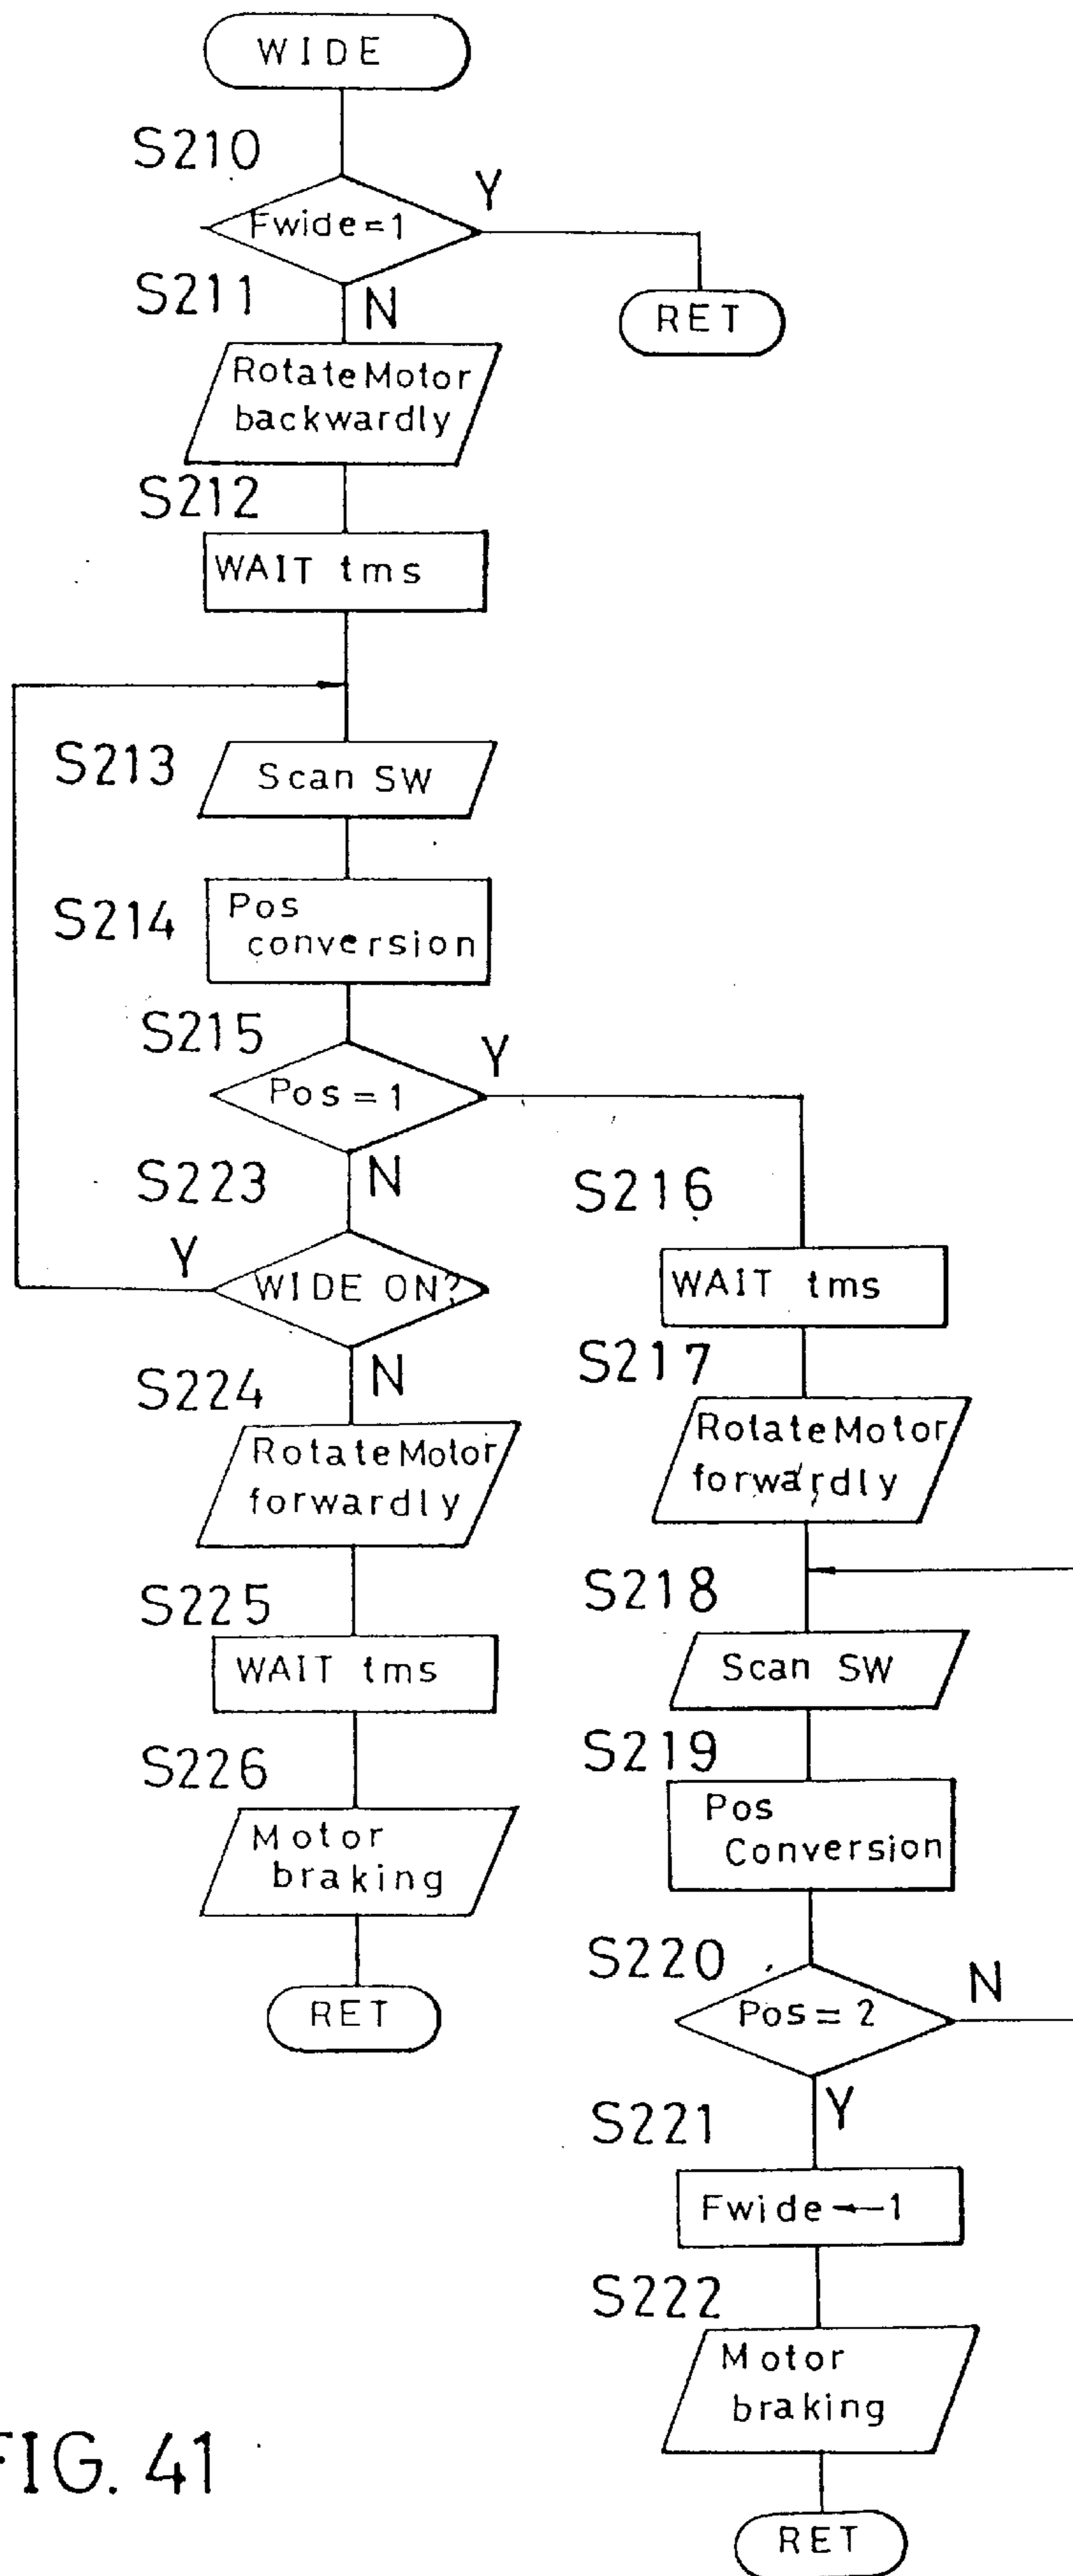 WIDE
S210
Y
Fwide=1
S211
N
RET
Rotate Motor
backwardly
S212
WAIT tms
S213
Scan SW
S214
Pos
conversion
S215
Y
Pos = 1
S223
N
Y
WIDE ON?
S224
N
Rotate Motor
forwardly
S225
WAIT tms
S226
Motor
braking
RET
S216
WAIT tms
S217
Rotate Motor
forwardly
S218
Scan SW
S219
Pos
Conversion
S220
N
Pos = 2
S221
Y
Fwide ← 1
S222
Motor
braking
RET
FIG. 41